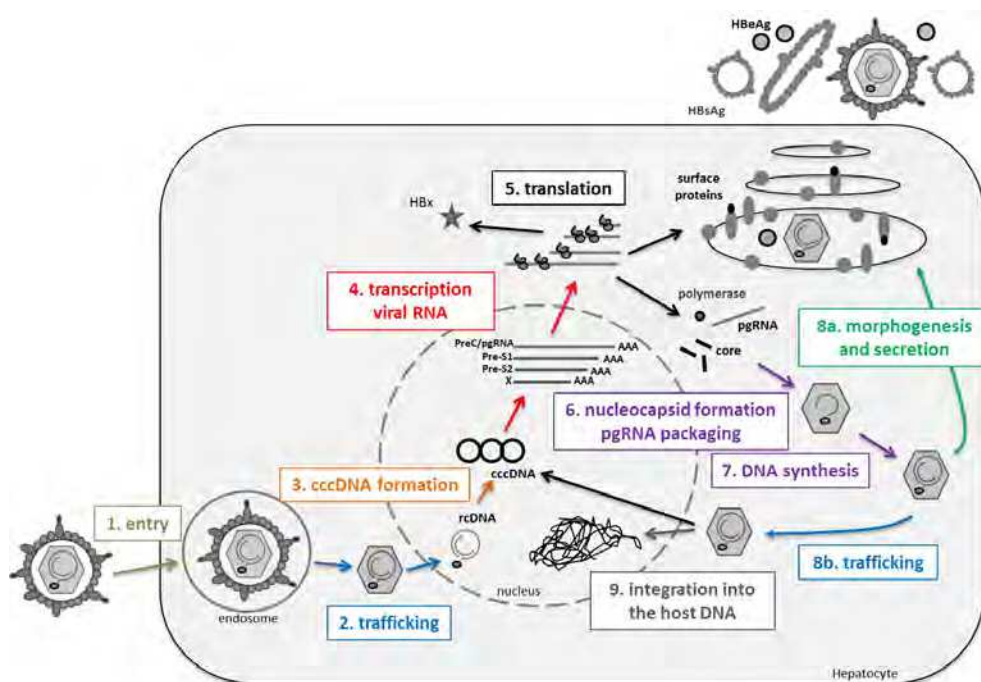 HBeAg
HBsAg
5. translation
surface
proteins
HBx
4. transcription
viral RNA
polymerase
pgRNA
core
8a. morphogenesis
and secretion
PreC/pgRNA
AAA
Pre-S1
AAA
Pre-S2
AAA
X
AAA
6. nucleocapsid formation
pgRNA packaging
cccDNA
7. DNA synthesis
3. cccDNA formation
rcDNA
1. entry
8b. trafficking
nucleus
9. integration into
the host DNA
endosome
2. trafficking
Hepatocyte